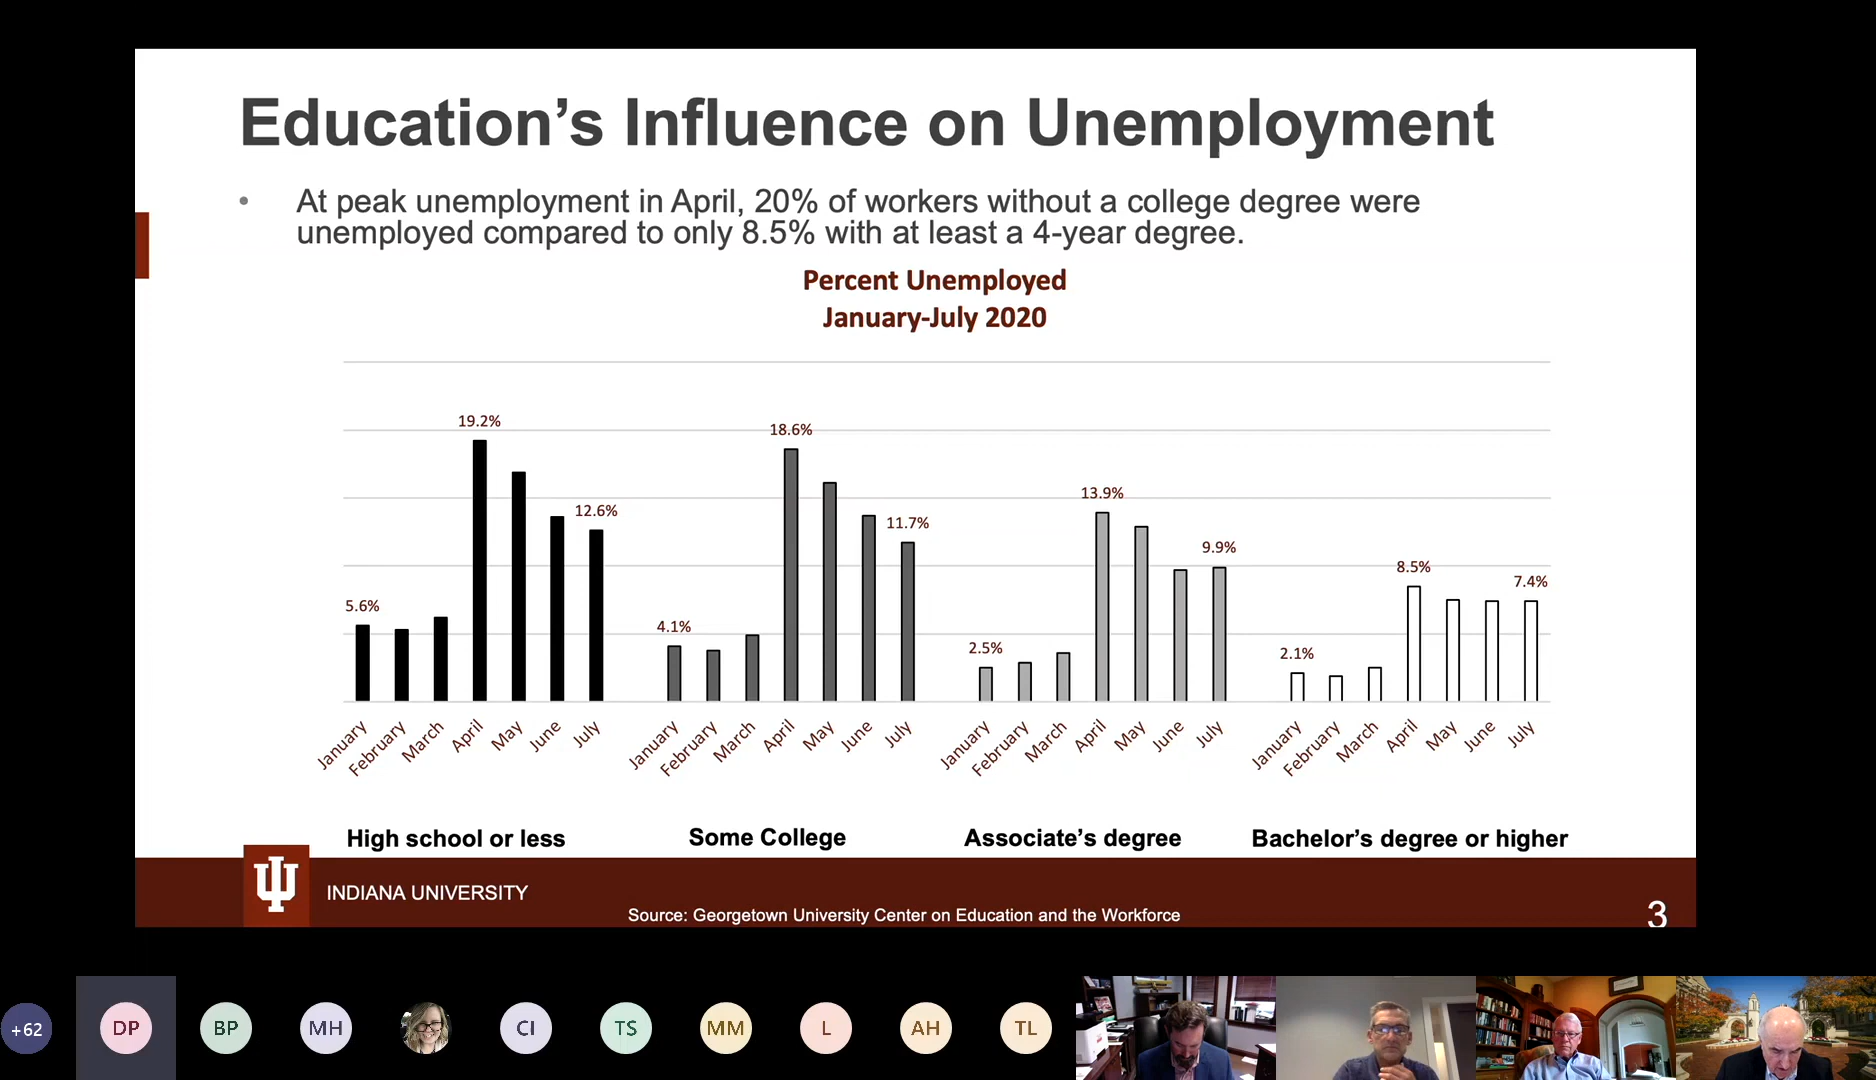 Education’s Influence on Unemployment
• At peak unemployment in April, 20% of workers without a college degree were
unemployed compared to only 8.5% with at least a 4-year degree.
Percent Unemployed
January-July 2020
5.6%
19.2%
12.6%
4.1%
18.6%
11.7%
2.5%
13.9%
9.9%
2.1%
8.5%
7.4%
January February March April May June July
January February March April May June July
January February March April May June July
January February March April May June July
High school or less
Some College
Associate’s degree
Bachelor’s degree or higher
INDIANA UNIVERSITY
Source: Georgetown University Center on Education and the Workforce
3
+62
DP
BP
MH
CI
TS
MM
L
AH
TL